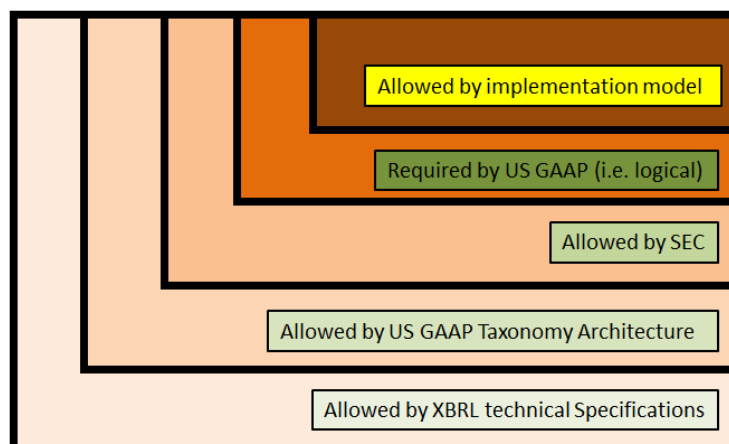 Allowed by implementation model
Required by US GAAP (i.e. logical)
Allowed by SEC
Allowed by US GAAP Taxonomy Architecture
Allowed by XBRL technical Specifications